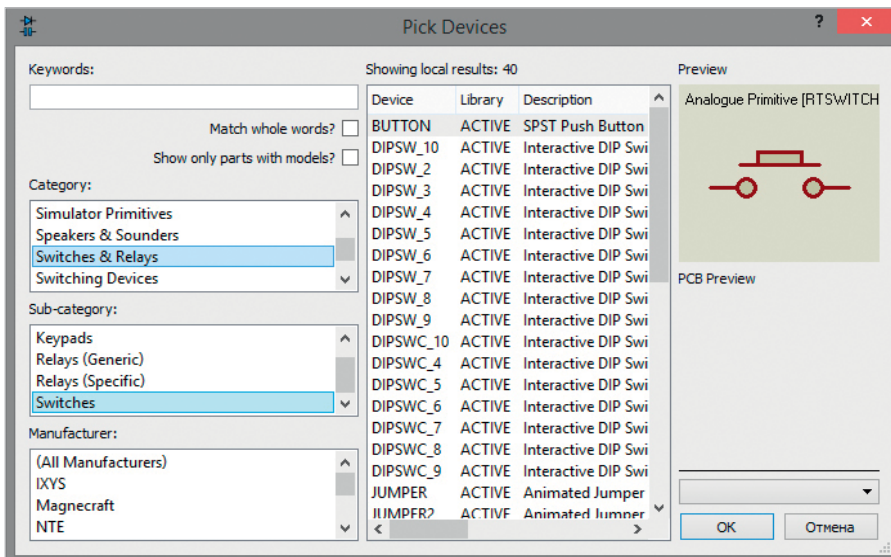 Pick Devices
?
Keywords:
Match whole words?
Show only parts with models?
Category:
Simulator Primitives
Speakers & Sounders
Switches & Relays
Switching Devices
Sub-category:
Keypads
Relays (Generic)
Relays (Specific)
Switches
Manufacturer:
(All Manufacturers)
IXYS
Magnecraft
NTE
Showing local results: 40
Device Library Description
BUTTON ACTIVE SPST Push Button
DIPSW_10 ACTIVE Interactive DIP Swi
DIPSW_2 ACTIVE Interactive DIP Swi
DIPSW_3 ACTIVE Interactive DIP Swi
DIPSW_4 ACTIVE Interactive DIP Swi
DIPSW_5 ACTIVE Interactive DIP Swi
DIPSW_6 ACTIVE Interactive DIP Swi
DIPSW_7 ACTIVE Interactive DIP Swi
DIPSW_8 ACTIVE Interactive DIP Swi
DIPSW_9 ACTIVE Interactive DIP Swi
DIPSWC_10 ACTIVE Interactive DIP Swi
DIPSWC_4 ACTIVE Interactive DIP Swi
DIPSWC_5 ACTIVE Interactive DIP Swi
DIPSWC_6 ACTIVE Interactive DIP Swi
DIPSWC_7 ACTIVE Interactive DIP Swi
DIPSWC_8 ACTIVE Interactive DIP Swi
DIPSWC_9 ACTIVE Interactive DIP Swi
JUMPER ACTIVE Animated Jumper
JUMPER2 ACTIVE Animated Jumper
Preview
Analogue Primitive [RTSWITCH
PCB Preview
OK
Отмена